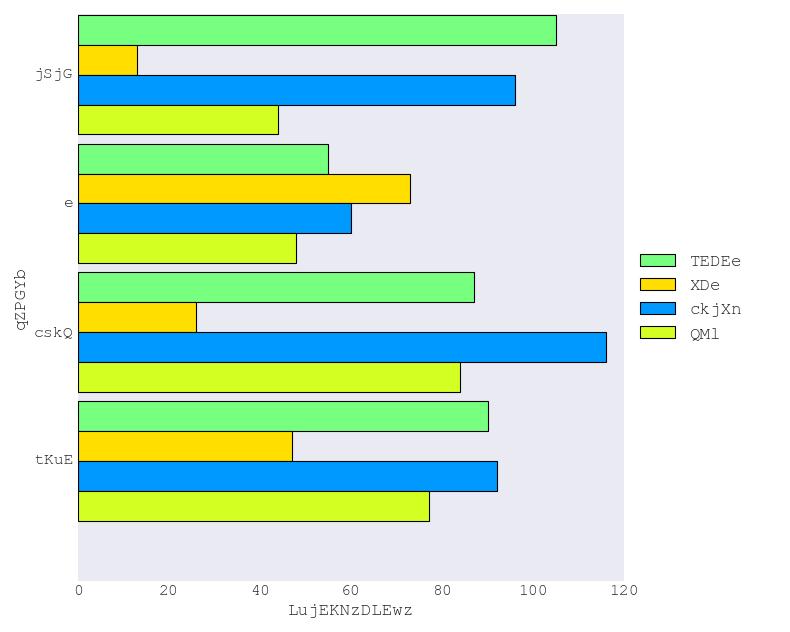 jSjG
e
cskQ
tKuE
qZPGYb
0 20 40 60 80 100 120
LujEKNzDLEwz
TEDEe
XDe
ckjXn
QMl